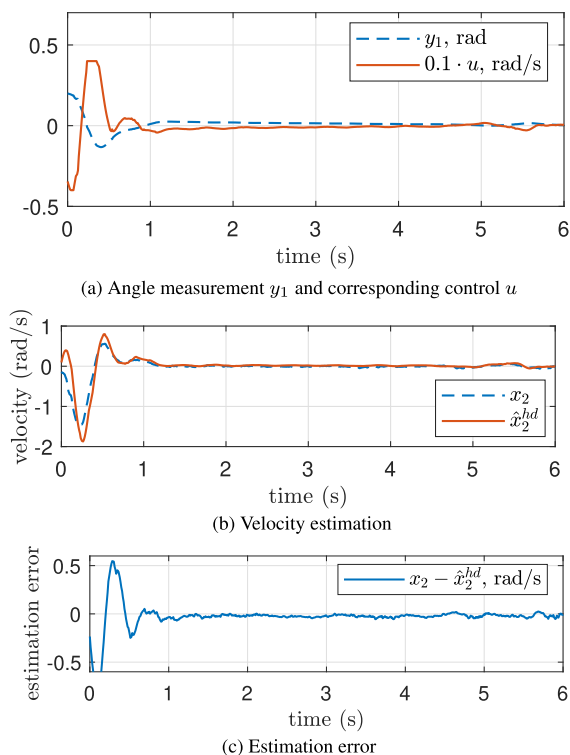 0.5
0
-0.5
y₁, rad
0.1 · u, rad/s
0 1 2 3 4 5 6
time (s)
(a) Angle measurement y₁ and corresponding control u
velocity (rad/s)
1
0
-1
-2
x₂
x̂₂ʰᵈ
0 1 2 3 4 5 6
time (s)
(b) Velocity estimation
estimation error
0.5
0
-0.5
x₂ − x̂₂ʰᵈ, rad/s
0 1 2 3 4 5 6
time (s)
(c) Estimation error